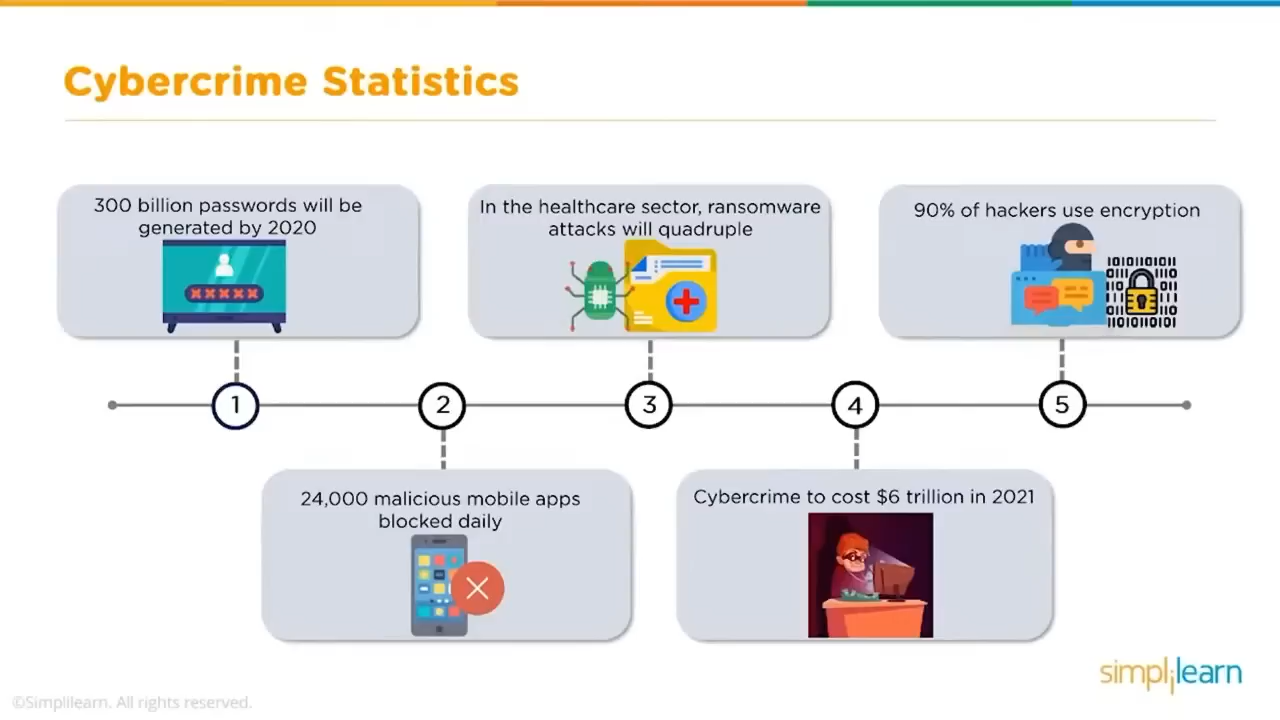 Cybercrime Statistics
300 billion passwords will be
generated by 2020
In the healthcare sector, ransomware
attacks will quadruple
90% of hackers use encryption
1
2
3
4
5
24,000 malicious mobile apps
blocked daily
Cybercrime to cost $6 trillion in 2021
simplilearn
©Simplilearn. All rights reserved.